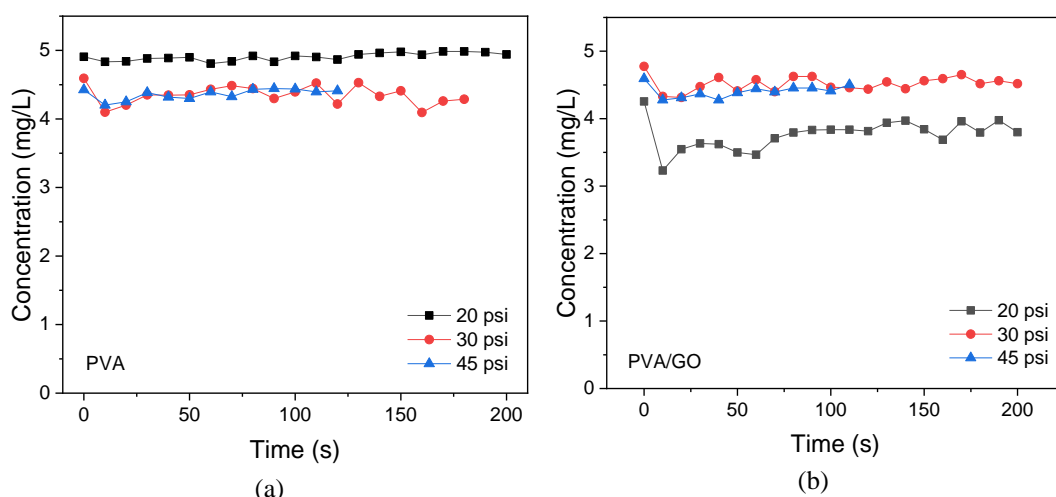 Concentration (mg/L)
5
4
3
2
1
0
PVA
20 psi
30 psi
45 psi
0 50 100 150 200
Time (s)
(a)
Concentration (mg/L)
5
4
3
2
1
0
PVA/GO
20 psi
30 psi
45 psi
0 50 100 150 200
Time (s)
(b)